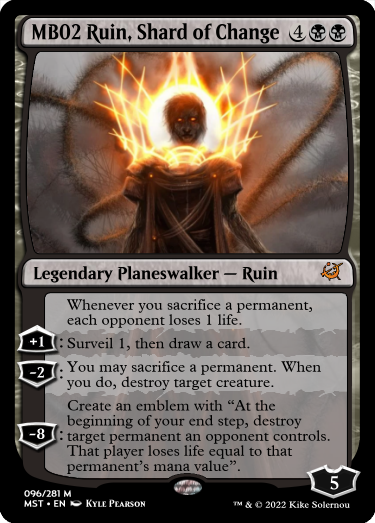 MB02 Ruin, Shard of Change 4
Legendary Planeswalker — Ruin
Whenever you sacrifice a permanent,
each opponent loses 1 life.
+1: Surveil 1, then draw a card.
-2: You may sacrifice a permanent. When
you do, destroy target creature.
Create an emblem with “At the
beginning of your end step, destroy
-8: target permanent an opponent controls.
That player loses life equal to that
permanent’s mana value”.
5
096/281 M
MST • EN Kyle Pearson
™ & © 2022 Kike Solernou